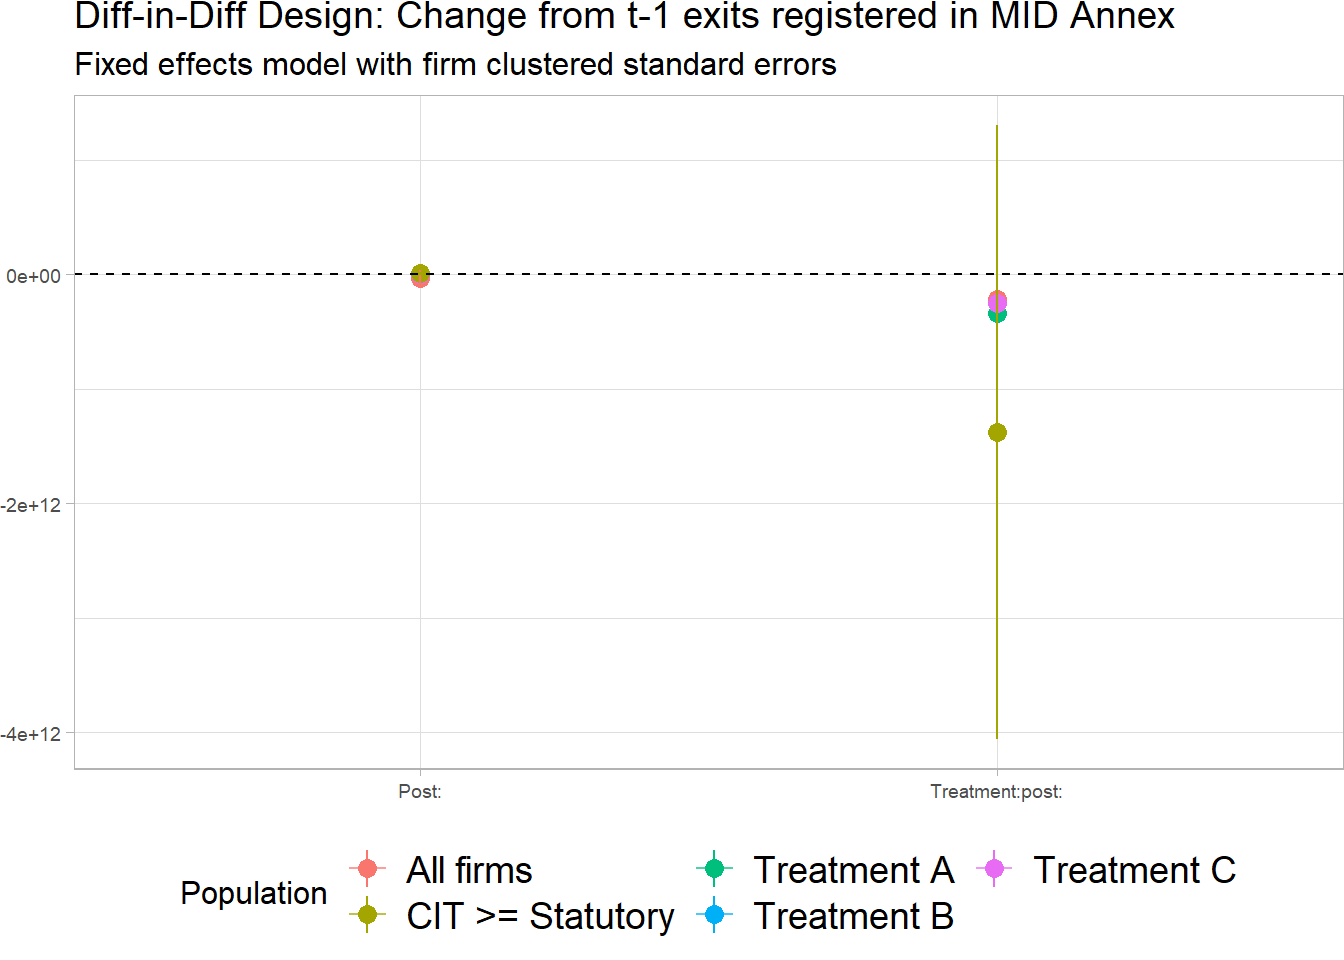 Diff-in-Diff Design: Change from t-1 exits registered in MID Annex
Fixed effects model with firm clustered standard errors
0e+00
-2e+12
-4e+12
Post:
Treatment:post:
Population
All firms
CIT >= Statutory
Treatment A
Treatment B
Treatment C